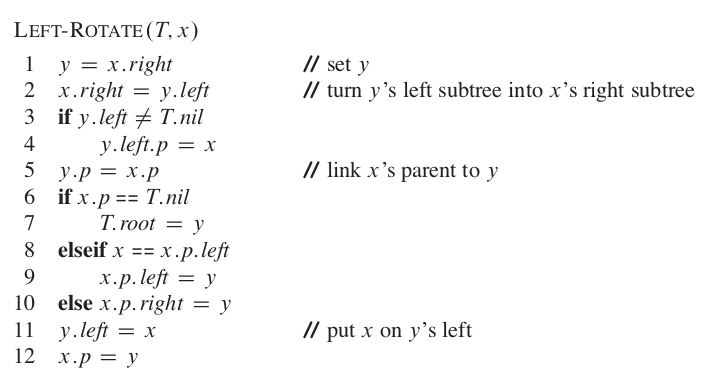 LEFT-ROTATE(T, x)
1 y = x.right // set y
2 x.right = y.left // turn y's left subtree into x's right subtree
3 if y.left ≠ T.nil
4 y.left.p = x
5 y.p = x.p // link x's parent to y
6 if x.p == T.nil
7 T.root = y
8 elseif x == x.p.left
9 x.p.left = y
10 else x.p.right = y
11 y.left = x // put x on y's left
12 x.p = y